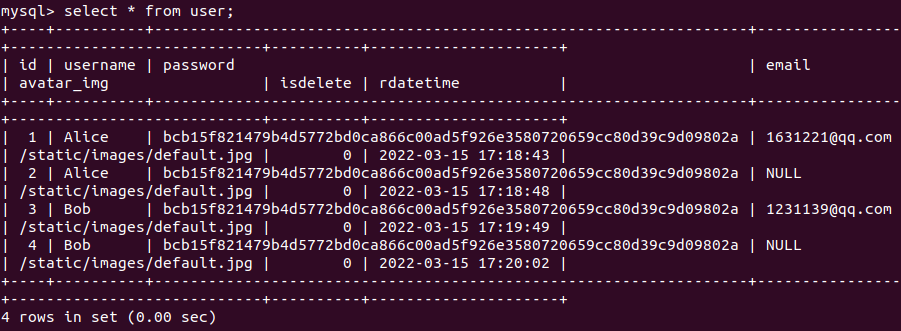 mysql> select * from user;
+----+----------+------------------------------------------------------------------+-----------------
+---------------------------+----------+---------------------+
| id | username | password                                                         | email
| avatar_img                | isdelete | rdatetime           |
+----+----------+------------------------------------------------------------------+-----------------
+---------------------------+----------+---------------------+
|  1 | Alice    | bcb15f821479b4d5772bd0ca866c00ad5f926e3580720659cc80d39c9d09802a | 1631221@qq.com
| /static/images/default.jpg |        0 | 2022-03-15 17:18:43 |
|  2 | Alice    | bcb15f821479b4d5772bd0ca866c00ad5f926e3580720659cc80d39c9d09802a | NULL
| /static/images/default.jpg |        0 | 2022-03-15 17:18:48 |
|  3 | Bob      | bcb15f821479b4d5772bd0ca866c00ad5f926e3580720659cc80d39c9d09802a | 1231139@qq.com
| /static/images/default.jpg |        0 | 2022-03-15 17:19:49 |
|  4 | Bob      | bcb15f821479b4d5772bd0ca866c00ad5f926e3580720659cc80d39c9d09802a | NULL
| /static/images/default.jpg |        0 | 2022-03-15 17:20:02 |
+----+----------+------------------------------------------------------------------+-----------------
+---------------------------+----------+---------------------+
4 rows in set (0.00 sec)